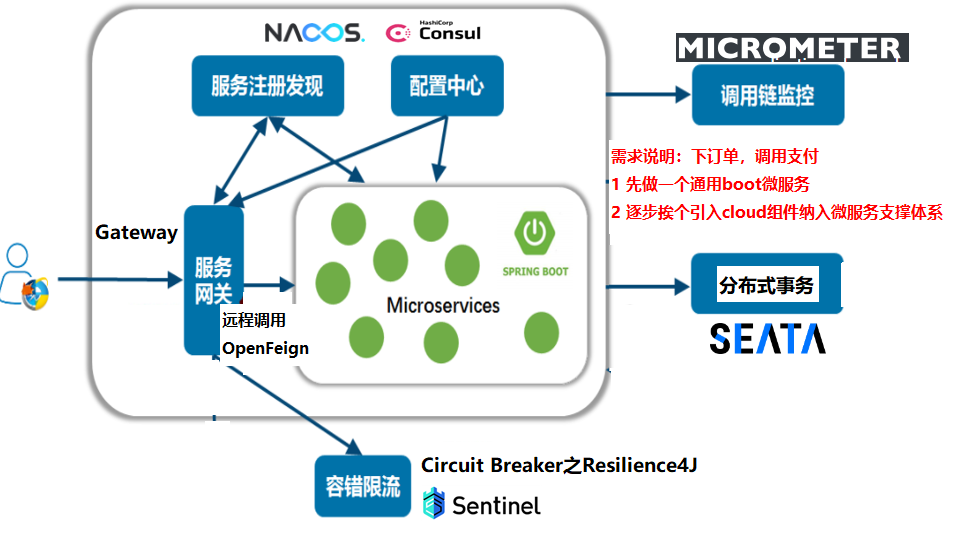 NACOS.
HashiCorp
Consul
服务注册发现
配置中心
MICROMETER
调用链监控
需求说明：下订单，调用支付
1 先做一个通用boot微服务
2 逐步挨个引入cloud组件纳入微服务支撑体系
Gateway
服务
网关
SPRING BOOT
Microservices
远程调用
OpenFeign
分布式事务
SEATA
Circuit Breaker之Resilience4J
容错限流
Sentinel